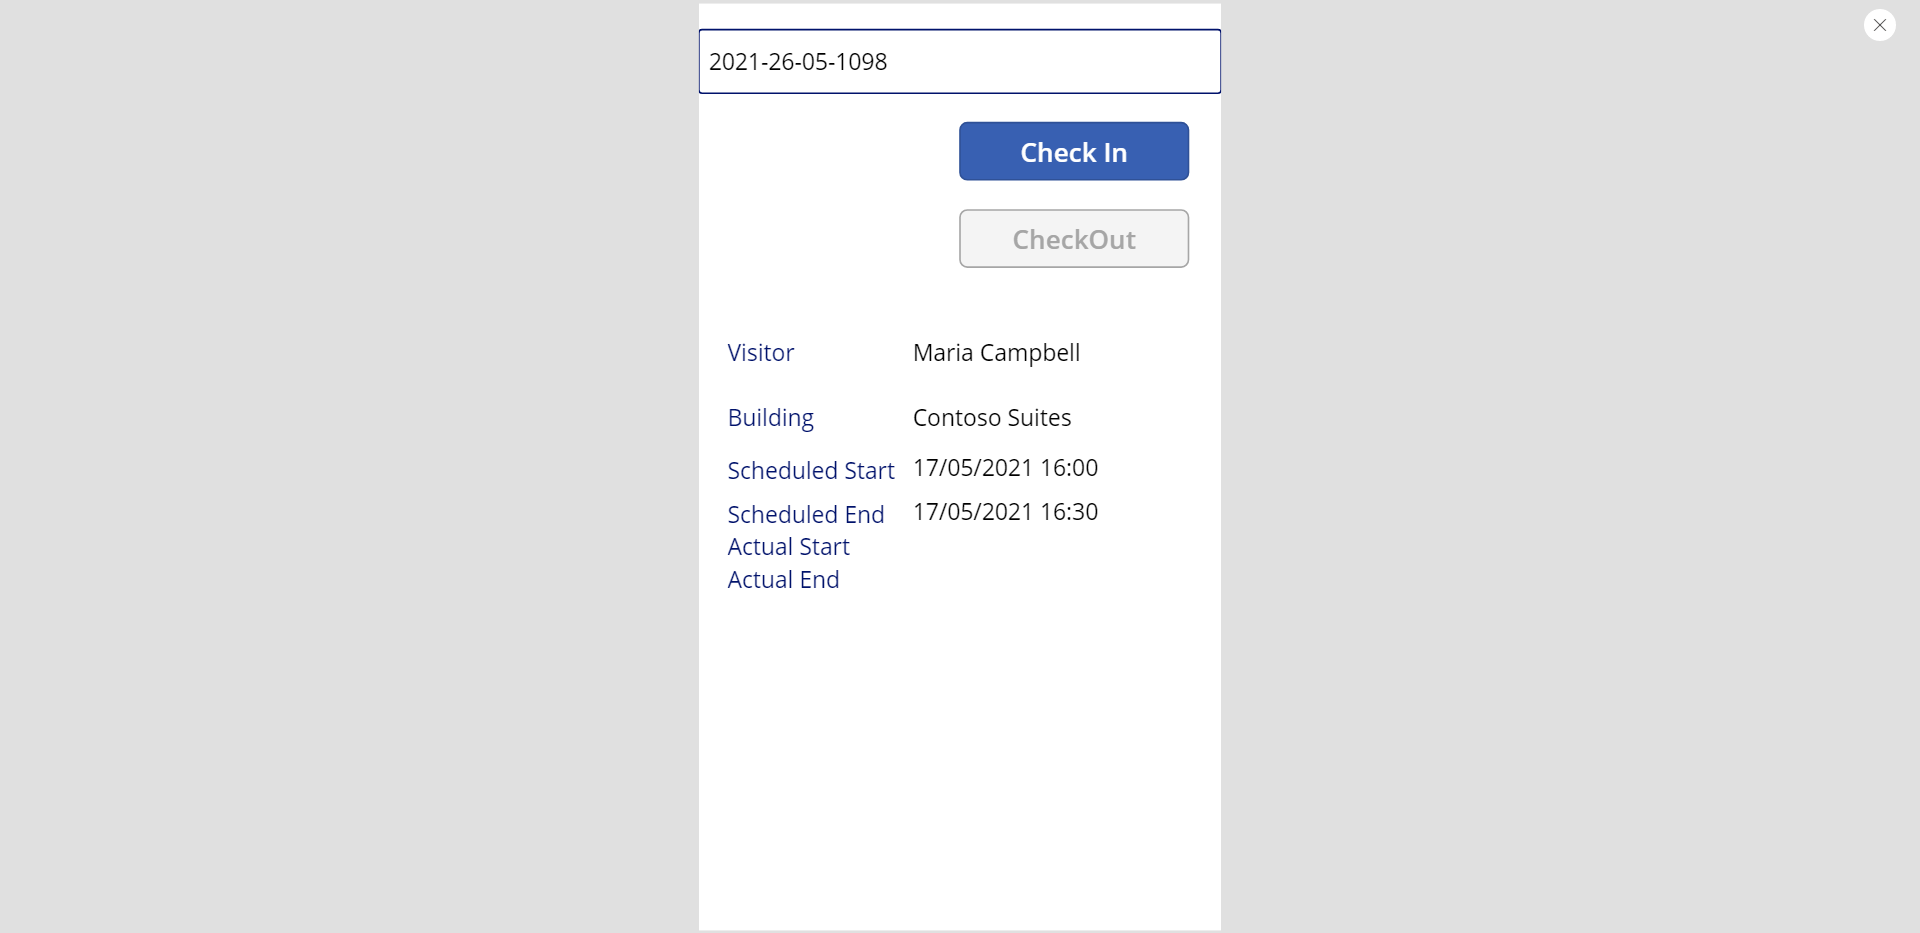 2021-26-05-1098
Check In
CheckOut
Visitor Maria Campbell
Building Contoso Suites
Scheduled Start 17/05/2021 16:00
Scheduled End 17/05/2021 16:30
Actual Start
Actual End